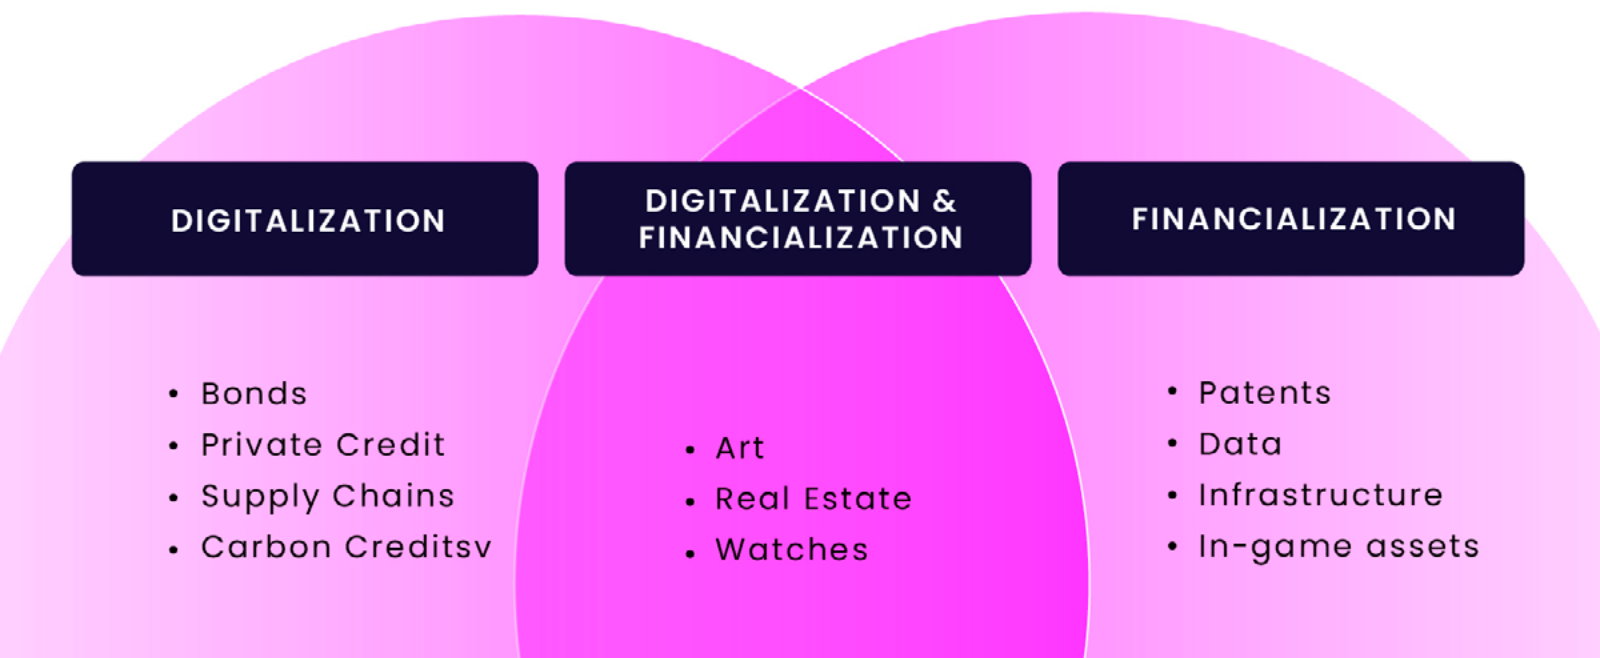 DIGITALIZATION
• Bonds
• Private Credit
• Supply Chains
• Carbon Creditsv
DIGITALIZATION &
FINANCIALIZATION
• Art
• Real Estate
• Watches
FINANCIALIZATION
• Patents
• Data
• Infrastructure
• In-game assets